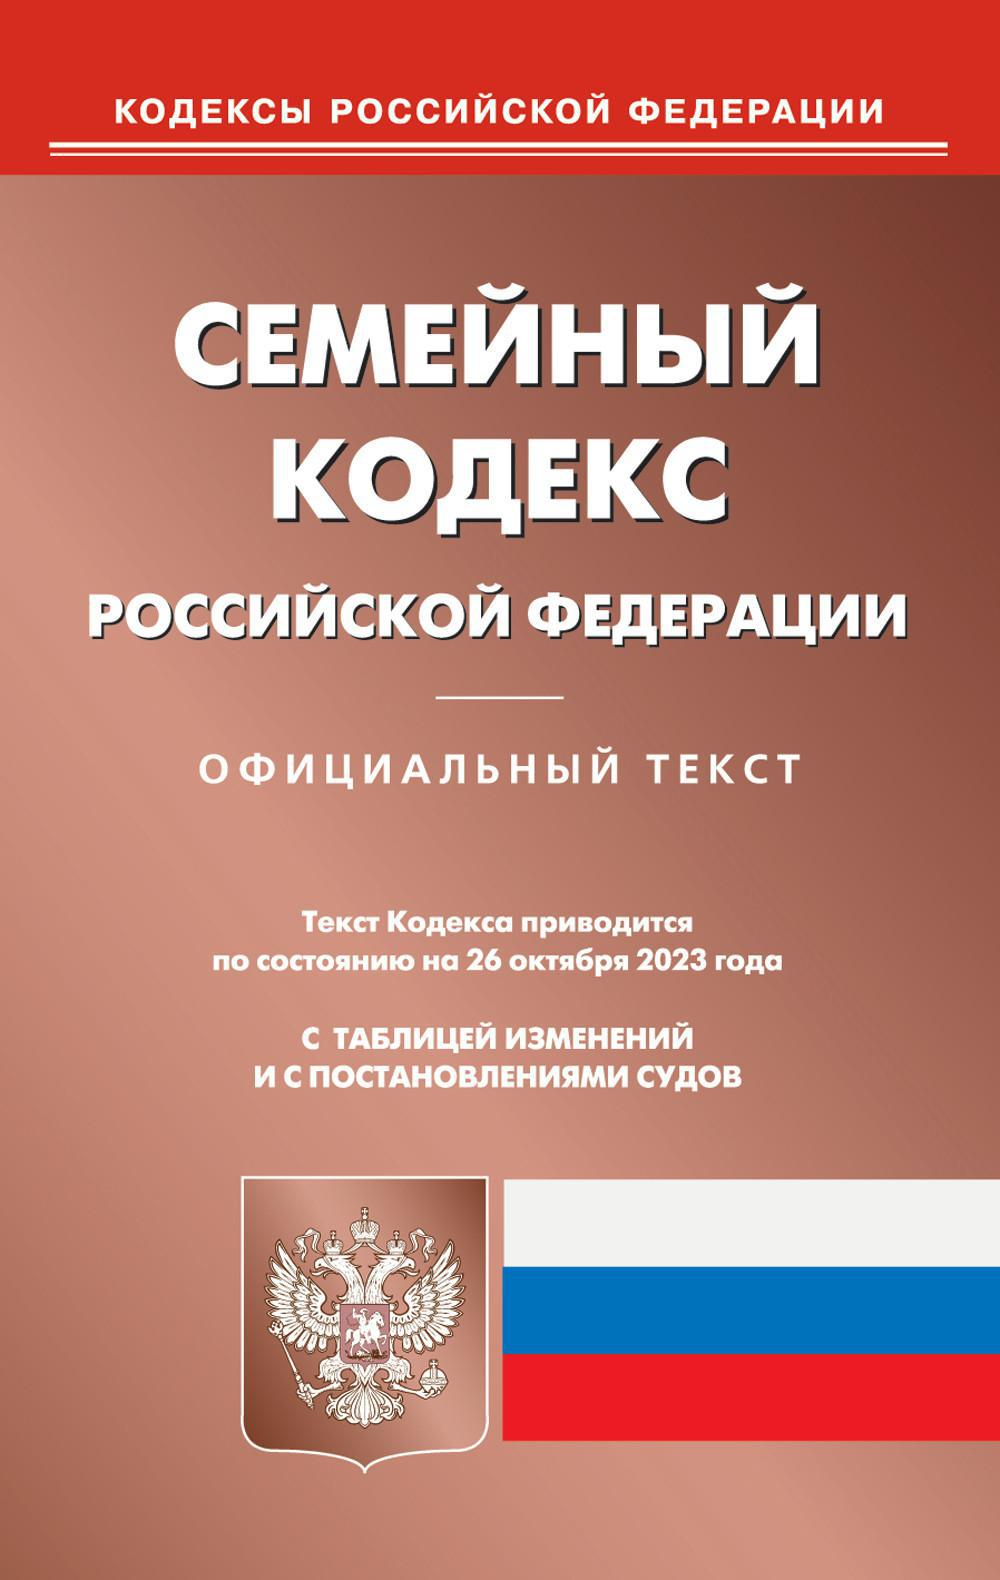 КОДЕКСЫ РОССИЙСКОЙ ФЕДЕРАЦИИ
СЕМЕЙНЫЙ
КОДЕКС
РОССИЙСКОЙ ФЕДЕРАЦИИ
ОФИЦИАЛЬНЫЙ ТЕКСТ
Текст Кодекса приводится
по состоянию на 26 октября 2023 года
С ТАБЛИЦЕЙ ИЗМЕНЕНИЙ
И С ПОСТАНОВЛЕНИЯМИ СУДОВ